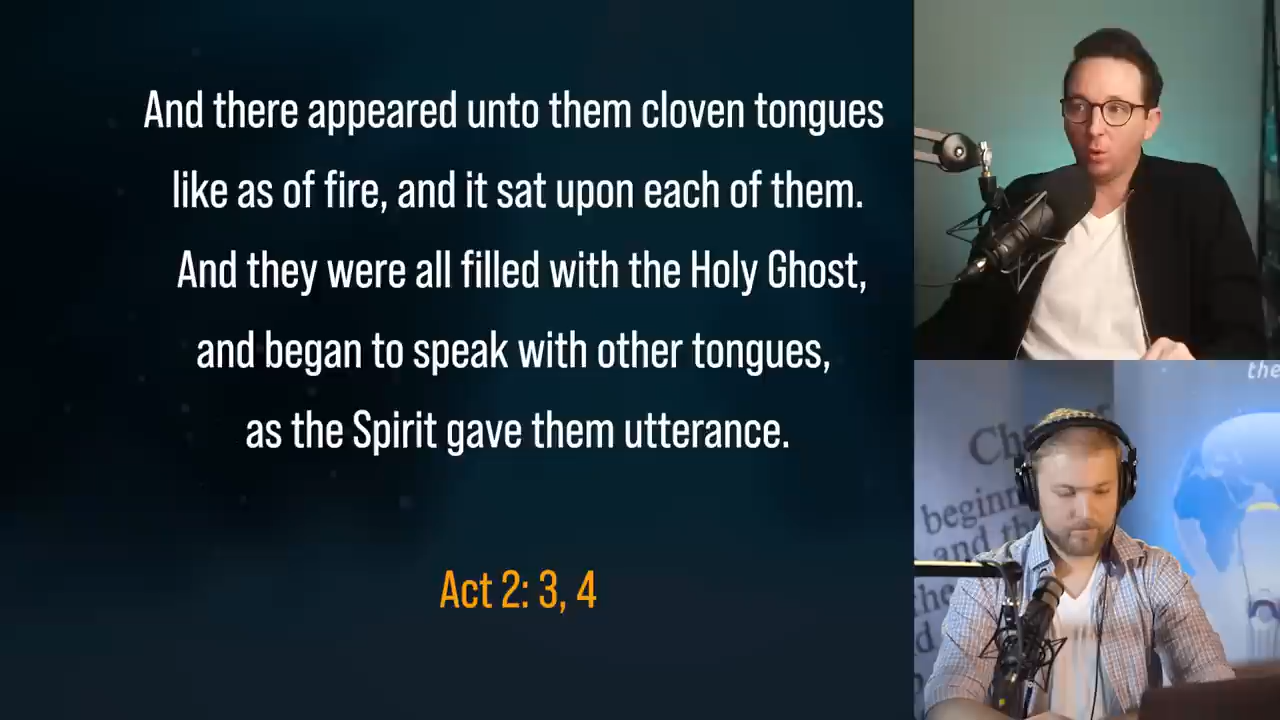 And there appeared unto them cloven tongues
like as of fire, and it sat upon each of them.
And they were all filled with the Holy Ghost,
and began to speak with other tongues,
as the Spirit gave them utterance.
Act 2: 3, 4
the
and